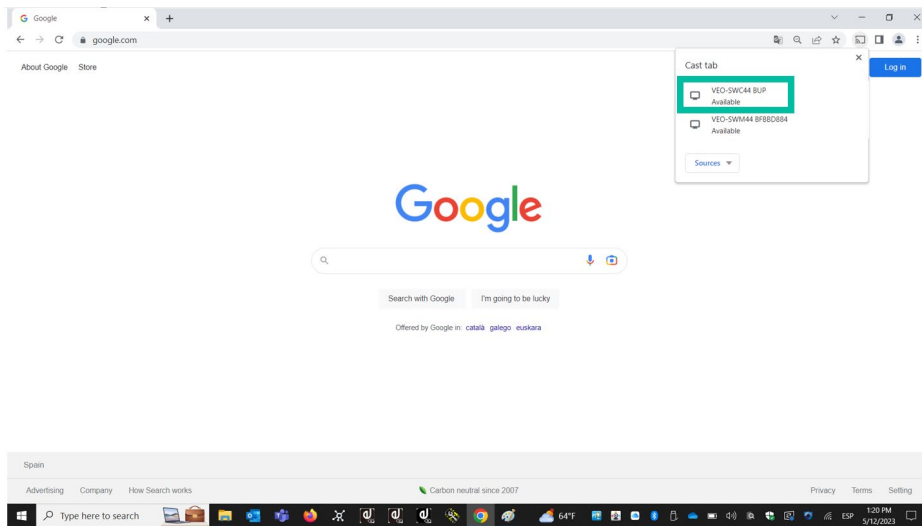 Google
google.com
About Google Store
Log in
Cast tab
VEO-SWC44 BUP
Available
VEO-SWM44 BFBBD884
Available
Sources
Google
Search with Google I'm going to be lucky
Offered by Google in: català galego euskara
Spain
Advertising Company How Search works Carbon neutral since 2007 Privacy Terms Setting
Type here to search 64°F ESP 1:20 PM
5/12/2023